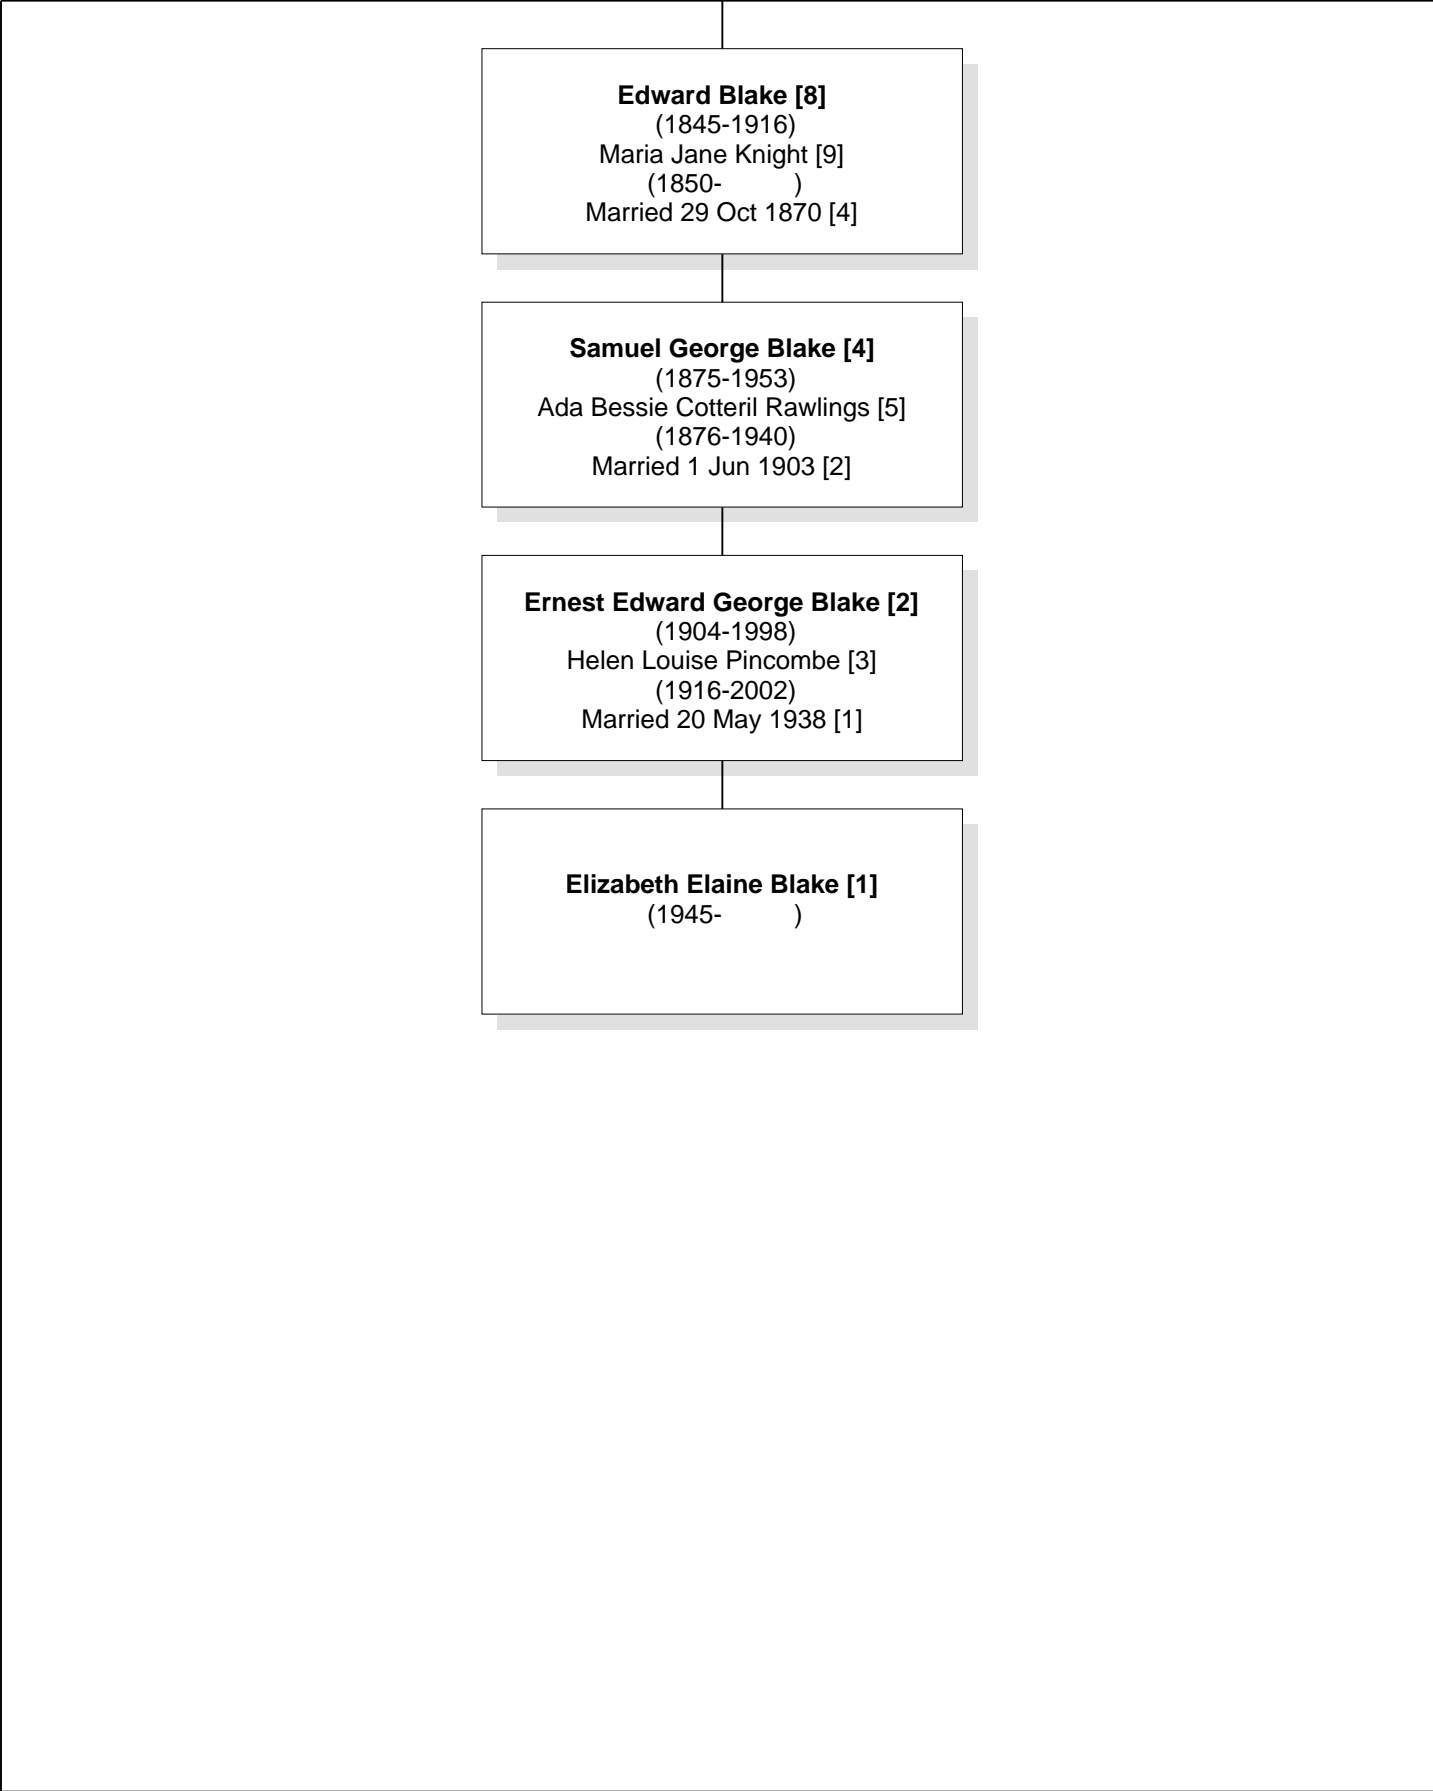 Edward Blake [8]
(1845-1916)
Maria Jane Knight [9]
(1850- )
Married 29 Oct 1870 [4]
Samuel George Blake [4]
(1875-1953)
Ada Bessie Cotteril Rawlings [5]
(1876-1940)
Married 1 Jun 1903 [2]
Ernest Edward George Blake [2]
(1904-1998)
Helen Louise Pincombe [3]
(1916-2002)
Married 20 May 1938 [1]
Elizabeth Elaine Blake [1]
(1945- )